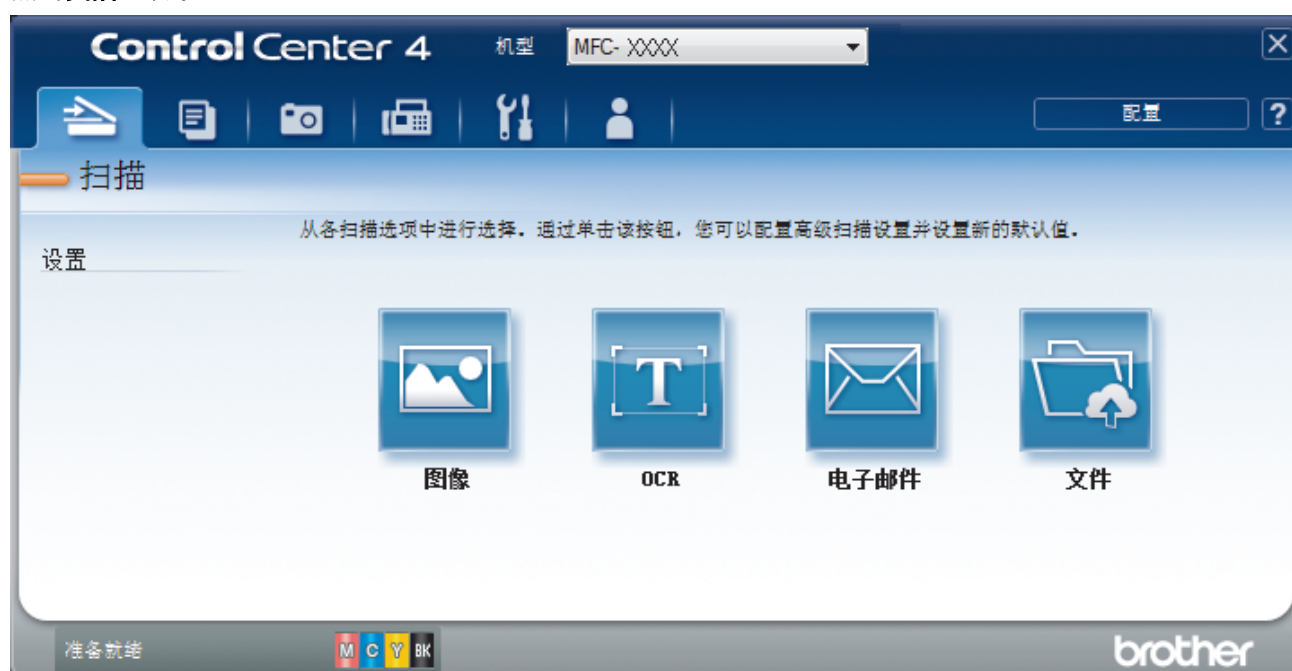 Control Center 4 机型 MFC- XXXX
配置 ?
扫描
从各扫描选项中进行选择。通过单击该按钮，您可以配置高级扫描设置并设置新的默认值。
设置
T
图像 OCR 电子邮件 文件
准备就绪 M C Y BK brother